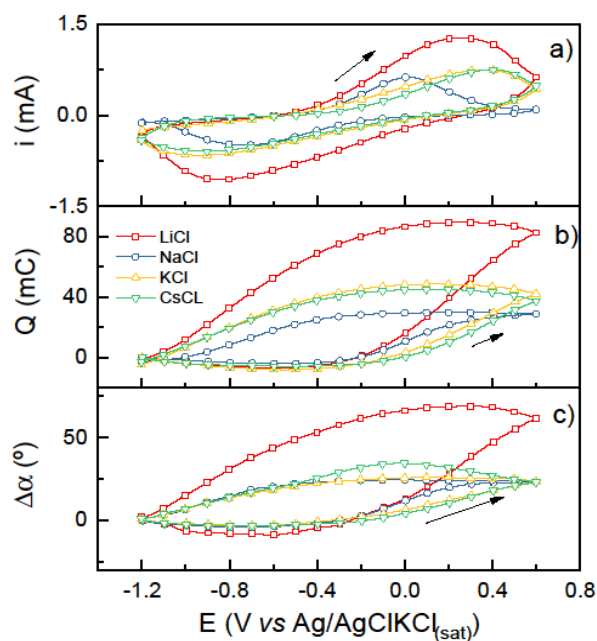 1.5
a)
i (mA)
0.0
-1.5
80
b)
LiCl
NaCl
KCl
CsCL
Q (mC)
40
0
c)
50
Δα (º)
0
-1.2 -0.8 -0.4 0.0 0.4 0.8
E (V vs Ag/AgClKCl(sat))